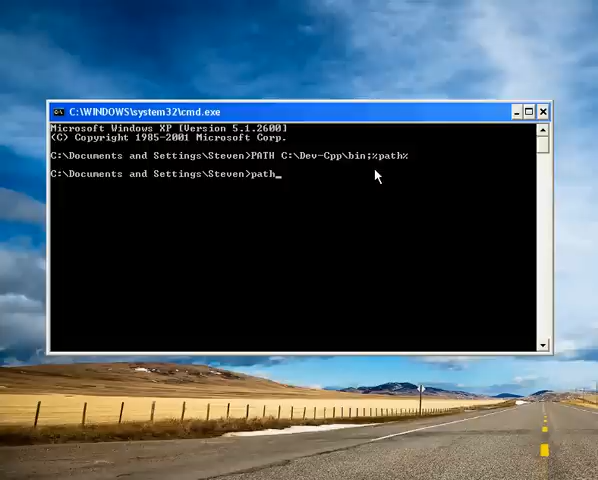 C:\WINDOWS\system32\cmd.exe
Microsoft Windows XP [Version 5.1.2600]
(C) Copyright 1985-2001 Microsoft Corp.
C:\Documents and Settings\Steven>PATH C:\Dev-Cpp\bin;%path%
C:\Documents and Settings\Steven>path_